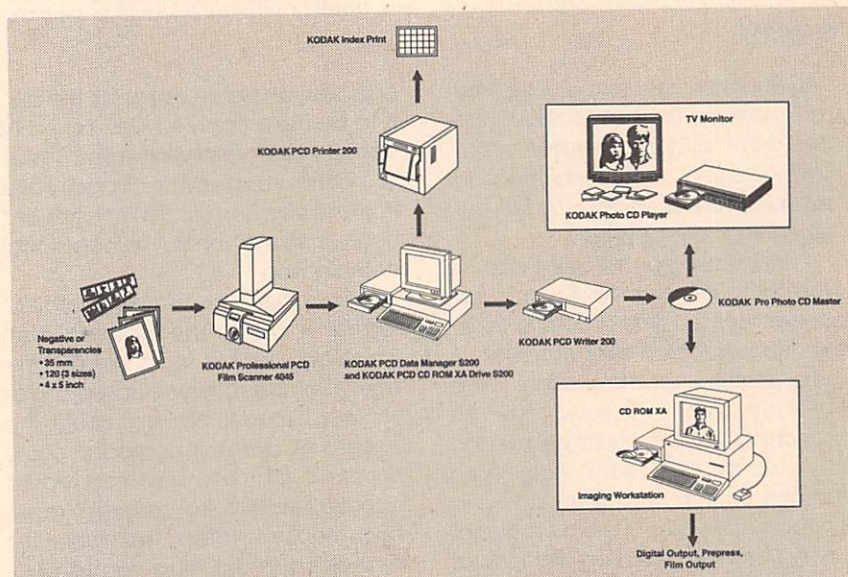 KODAK Index Print
KODAK PCD Printer 200
TV Monitor
KODAK Photo CD Player
Negative or
Transparencies
• 35 mm
• 120 (3 sizes)
• 4 x 5 inch
KODAK Professional PCD
Film Scanner 4045
KODAK PCD Data Manager S200
and KODAK PCD CD ROM XA Drive S200
KODAK PCD Writer 200
KODAK Pro Photo CD Master
CD ROM XA
Imaging Workstation
Digital Output, Prepress,
Film Output